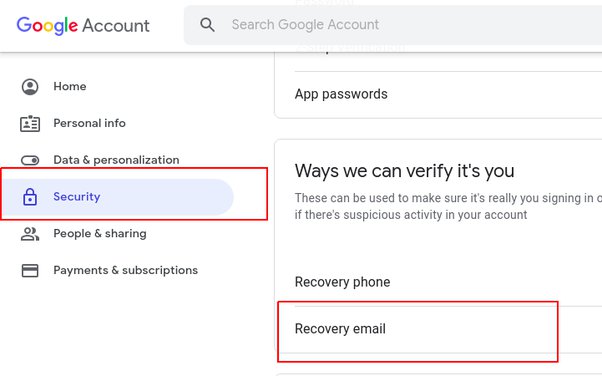 Google Account
Search Google Account
Home
Personal info
Data & personalization
Security
People & sharing
Payments & subscriptions
App passwords
Ways we can verify it's you
These can be used to make sure it's really you signing in o
if there's suspicious activity in your account
Recovery phone
Recovery email